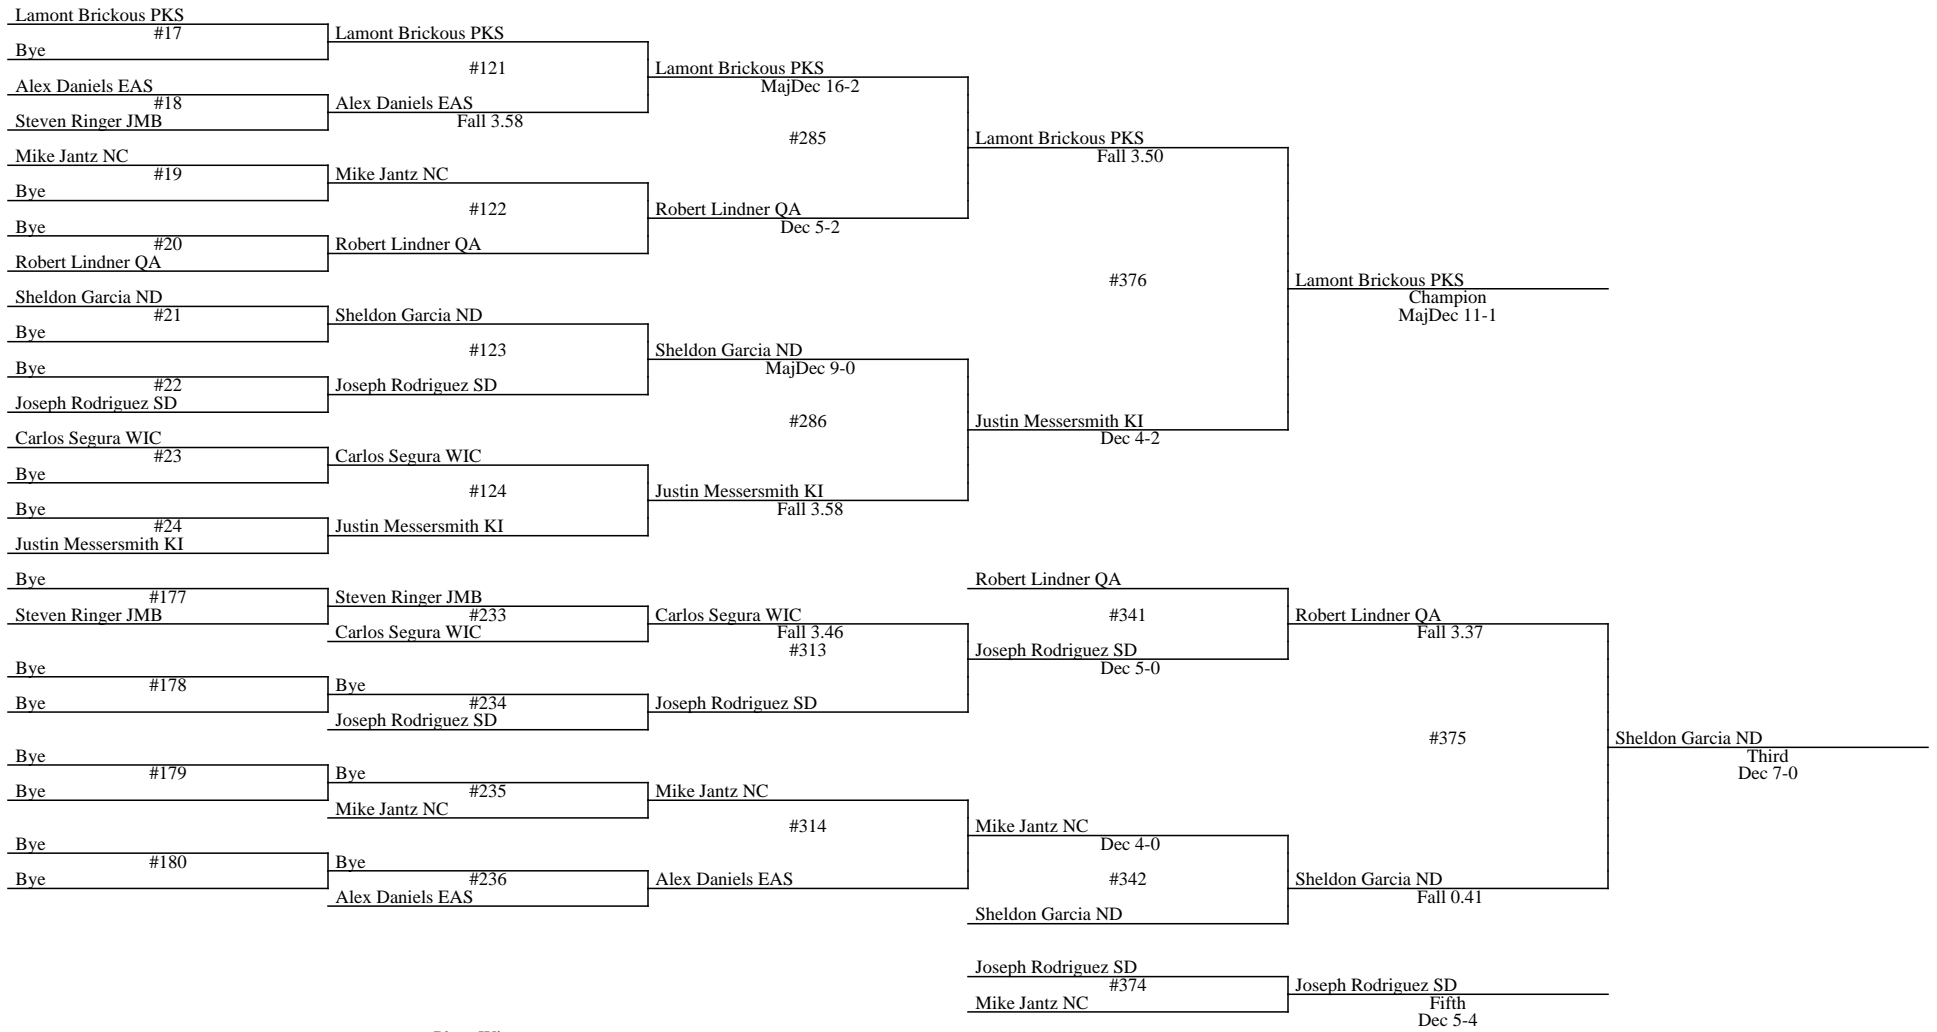 Lamont Brickous PKS
#17
Bye
Alex Daniels EAS
#18
Steven Ringer JMB
Mike Jantz NC
#19
Bye
Bye
#20
Robert Lindner QA
Sheldon Garcia ND
#21
Bye
Bye
#22
Joseph Rodriguez SD
Carlos Segura WIC
#23
Bye
Bye
#24
Justin Messersmith KI
Lamont Brickous PKS
#121
Alex Daniels EAS
Fall 3.58
Mike Jantz NC
#122
Robert Lindner QA
Sheldon Garcia ND
#123
Joseph Rodriguez SD
Carlos Segura WIC
#124
Justin Messersmith KI
Lamont Brickous PKS
MajDec 16-2
#285
Robert Lindner QA
Dec 5-2
Sheldon Garcia ND
MajDec 9-0
#286
Justin Messersmith KI
Fall 3.58
Lamont Brickous PKS
Fall 3.50
#376
Justin Messersmith KI
Dec 4-2
Lamont Brickous PKS
Champion
MajDec 11-1
Bye
#177
Steven Ringer JMB
Bye
#178
Bye
Bye
#179
Bye
Bye
#180
Bye
Steven Ringer JMB
#233
Carlos Segura WIC
Bye
#234
Joseph Rodriguez SD
Bye
#235
Mike Jantz NC
Bye
#236
Alex Daniels EAS
Carlos Segura WIC
Fall 3.46
#313
Joseph Rodriguez SD
Mike Jantz NC
#314
Alex Daniels EAS
Robert Lindner QA
#341
Joseph Rodriguez SD
Dec 5-0
Mike Jantz NC
Dec 4-0
#342
Sheldon Garcia ND
Robert Lindner QA
Fall 3.37
#375
Sheldon Garcia ND
Fall 0.41
Sheldon Garcia ND
Third
Dec 7-0
Joseph Rodriguez SD
#374
Mike Jantz NC
Joseph Rodriguez SD
Fifth
Dec 5-4